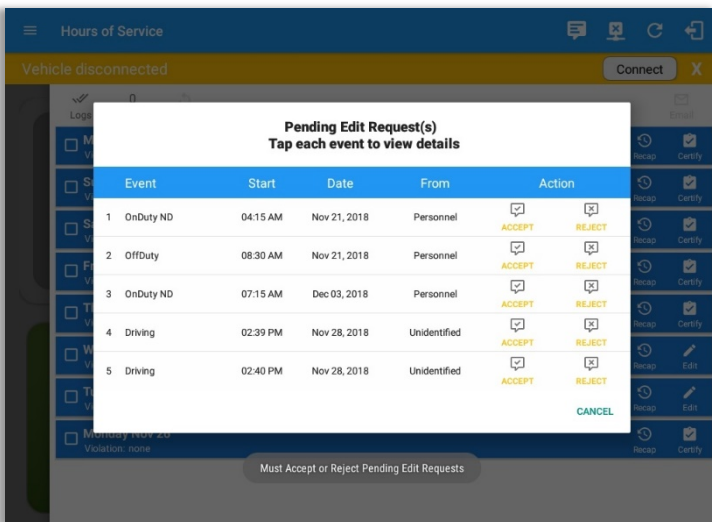 Hours of Service
Vehicle disconnected
Connect X
Logs 0
Email
Pending Edit Request(s)
Tap each event to view details
Event Start Date From Action
1 OnDuty ND 04:15 AM Nov 21, 2018 Personnel ACCEPT REJECT
2 OffDuty 08:30 AM Nov 21, 2018 Personnel ACCEPT REJECT
3 OnDuty ND 07:15 AM Dec 03, 2018 Personnel ACCEPT REJECT
4 Driving 02:39 PM Nov 28, 2018 Unidentified ACCEPT REJECT
5 Driving 02:40 PM Nov 28, 2018 Unidentified ACCEPT REJECT
CANCEL
Recap Certify
Recap Certify
Recap Certify
Recap Certify
Recap Certify
Recap Edit
Recap Edit
Monday Nov 26
Violation: none
Recap Certify
Must Accept or Reject Pending Edit Requests